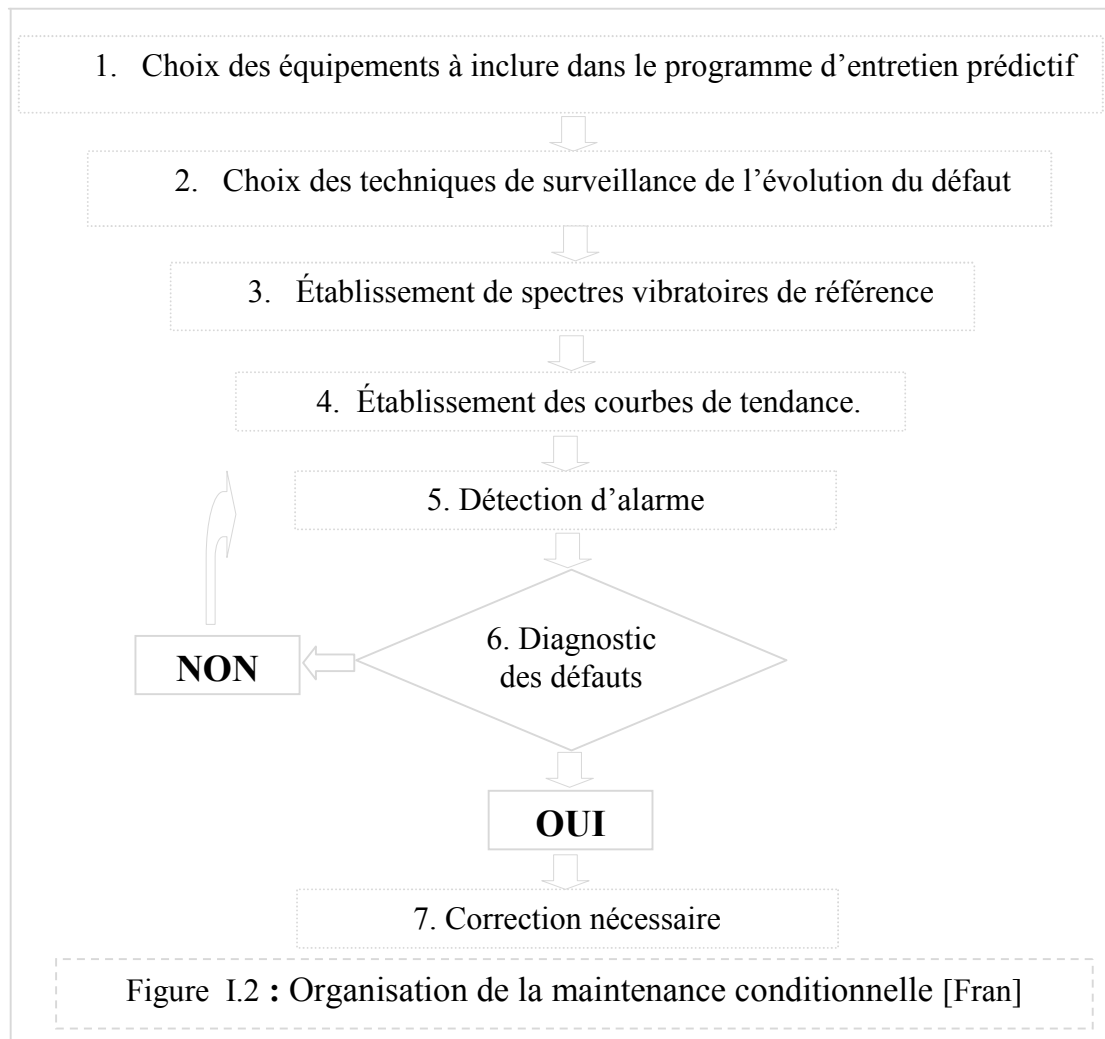 1. Choix des équipements à inclure dans le programme d’entretien prédictif
2. Choix des techniques de surveillance de l’évolution du défaut
3. Établissement de spectres vibratoires de référence
4. Établissement des courbes de tendance.
5. Détection d’alarme
6. Diagnostic
des défauts
NON
OUI
7. Correction nécessaire
Figure I.2 : Organisation de la maintenance conditionnelle [Fran]